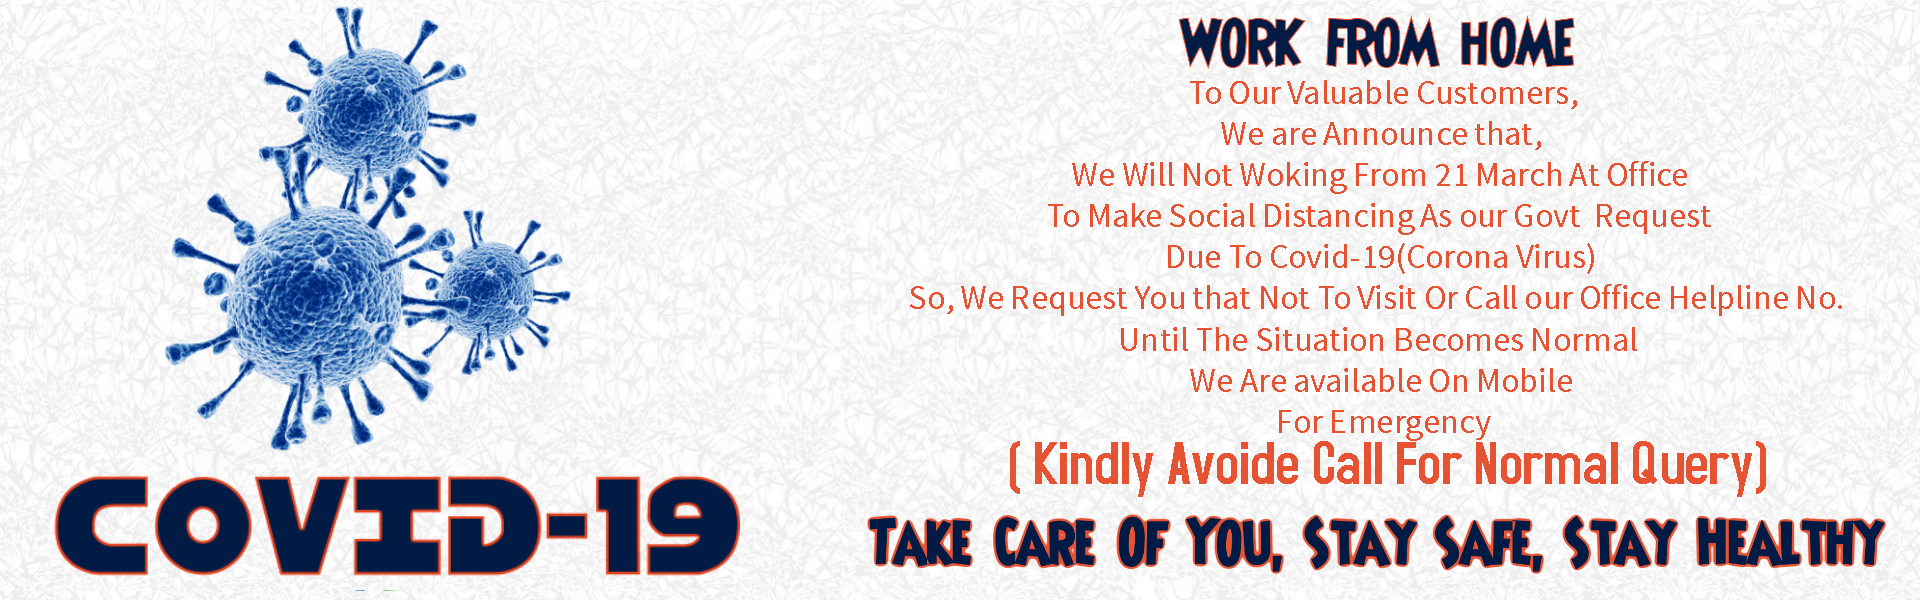 WORK FROM HOME
To Our Valuable Customers,
We are Announce that,
We Will Not Woking From 21 March At Office
To Make Social Distancing As our Govt Request
Due To Covid-19(Corona Virus)
So, We Request You that Not To Visit Or Call our Office Helpline No.
Until The Situation Becomes Normal
We Are available On Mobile
For Emergency
( Kindly Avoide Call For Normal Query)
COVID-19
TAKE CARE OF YOU, STAY SAFE, STAY HEALTHY